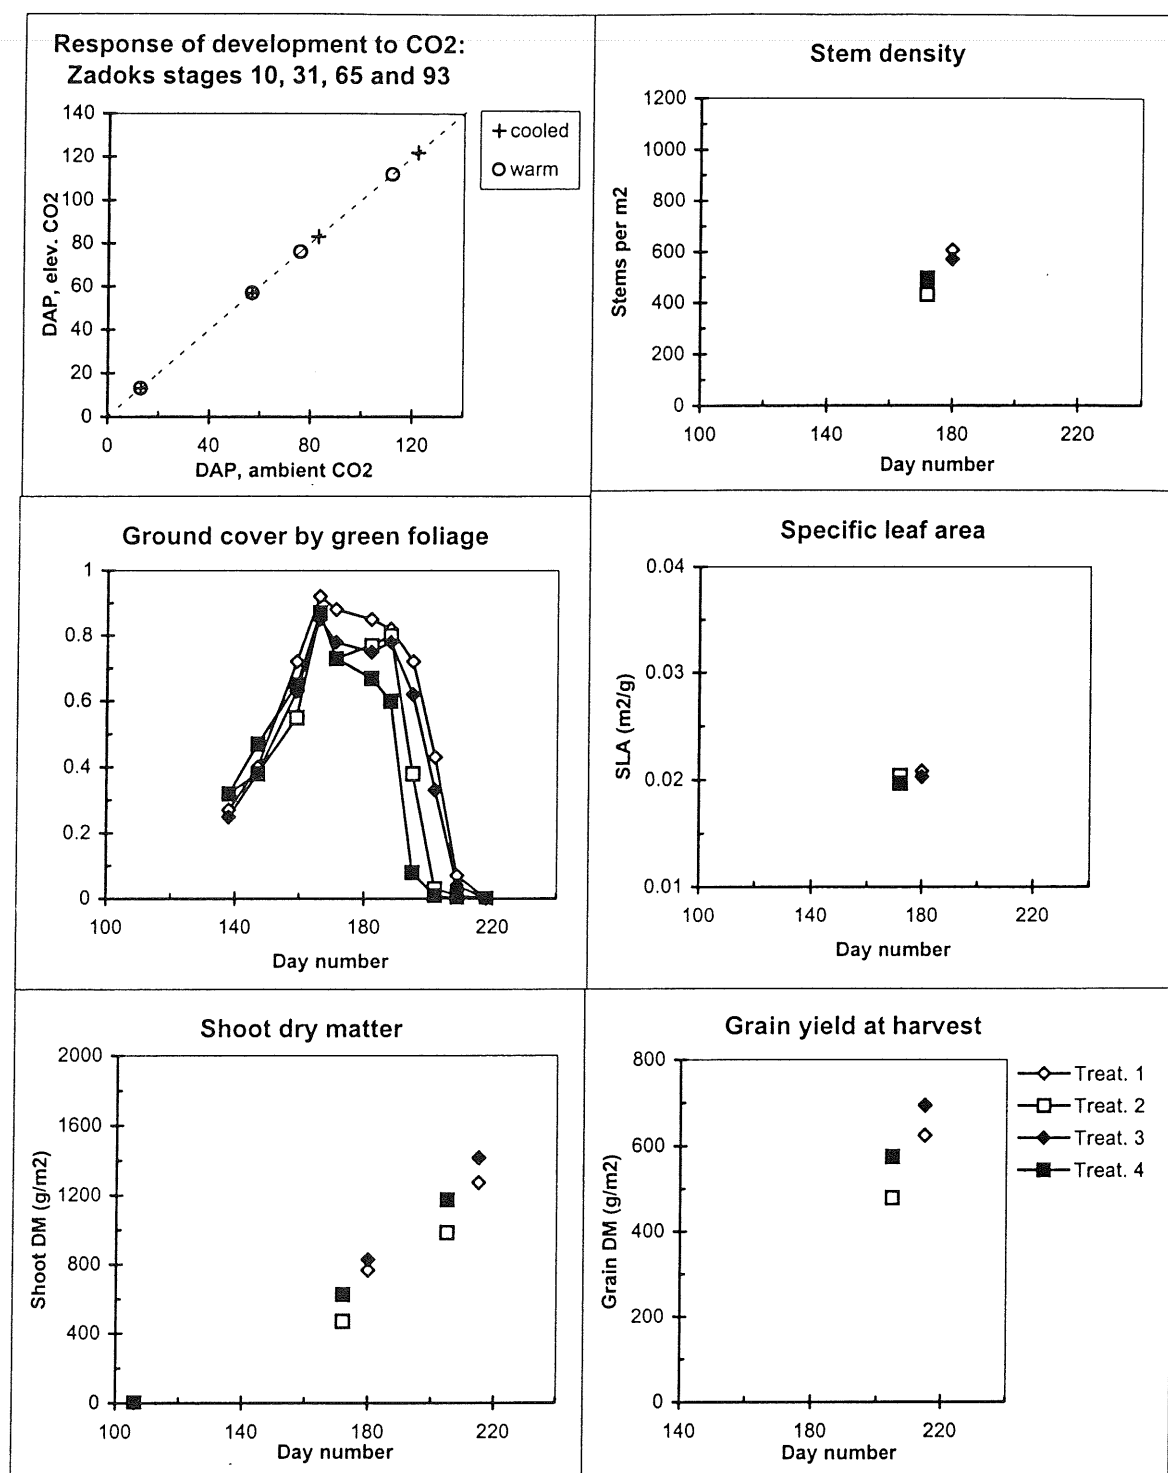 Response of development to CO2:
Zadoks stages 10, 31, 65 and 93
140
120
100
80
60
40
20
0
DAP, elev. CO2
0 40 80 120
DAP, ambient CO2
cooled
warm
Stem density
1200
1000
800
600
400
200
0
Stems per m2
100 140 180 220
Day number
Ground cover by green foliage
1
0.8
0.6
0.4
0.2
0
100 140 180 220
Day number
Specific leaf area
0.04
0.03
0.02
0.01
SLA (m2/g)
100 140 180 220
Day number
Shoot dry matter
2000
1600
1200
800
400
0
Shoot DM (g/m2)
100 140 180 220
Day number
Grain yield at harvest
800
600
400
200
0
Grain DM (g/m2)
140 180 220
Day number
Treat. 1
Treat. 2
Treat. 3
Treat. 4